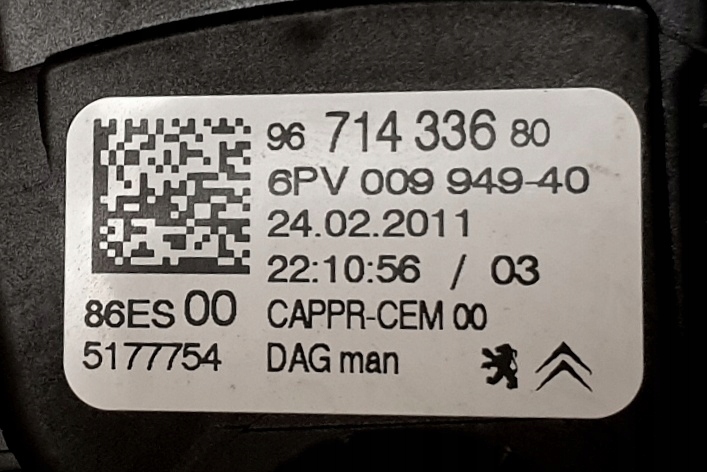 96 714 336 80
6PV 009 949-40
24.02.2011
22:10:56 / 03
86ES 00 CAPPR-CEM 00
5177754 DAG man